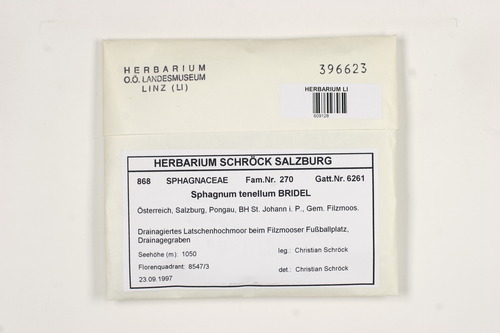 HERBARIUM
O.Ö. LANDESMUSEUM
LINZ (LI)
396623
HERBARIUM LI
609128
HERBARIUM SCHRÖCK SALZBURG
868 SPHAGNACEAE Fam.Nr. 270 Gatt.Nr. 6261
Sphagnum tenellum BRIDEL
Österreich, Salzburg, Pongau, BH St. Johann i. P., Gem. Filzmoos.
Drainagiertes Latschenhochmoor beim Filzmooser Fußballplatz,
Drainagegraben
Seehöhe (m): 1050 leg.: Christian Schröck
Florenquadrant: 8547/3 det.: Christian Schröck
23.09.1997